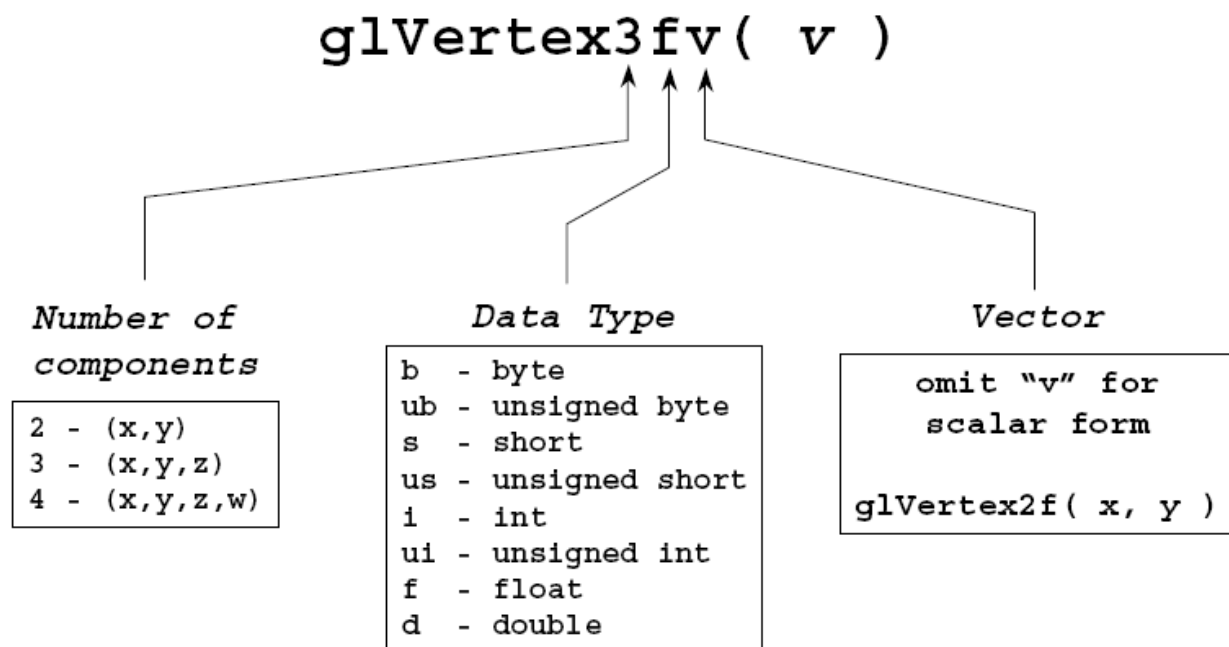 glVertex3fv( v )
Number of
components
2 - (x,y)
3 - (x,y,z)
4 - (x,y,z,w)
Data Type
b - byte
ub - unsigned byte
s - short
us - unsigned short
i - int
ui - unsigned int
f - float
d - double
Vector
omit “v” for
scalar form
glVertex2f( x, y )